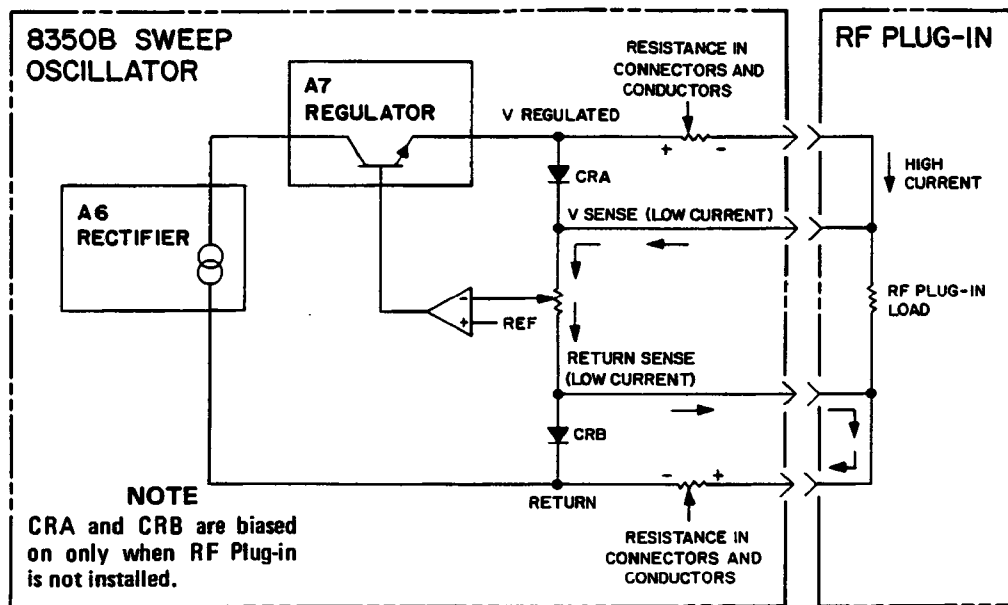 8350B SWEEP
OSCILLATOR
A7
REGULATOR
V REGULATED
RESISTANCE IN
CONNECTORS AND
CONDUCTORS
RF PLUG-IN
+ -
CRA
HIGH
CURRENT
A6
RECTIFIER
V SENSE (LOW CURRENT)
-
+
REF
RF PLUG-IN
LOAD
RETURN SENSE
(LOW CURRENT)
CRB
- +
RETURN
NOTE
CRA and CRB are biased
on only when RF Plug-in
is not installed.
RESISTANCE IN
CONNECTORS AND
CONDUCTORS